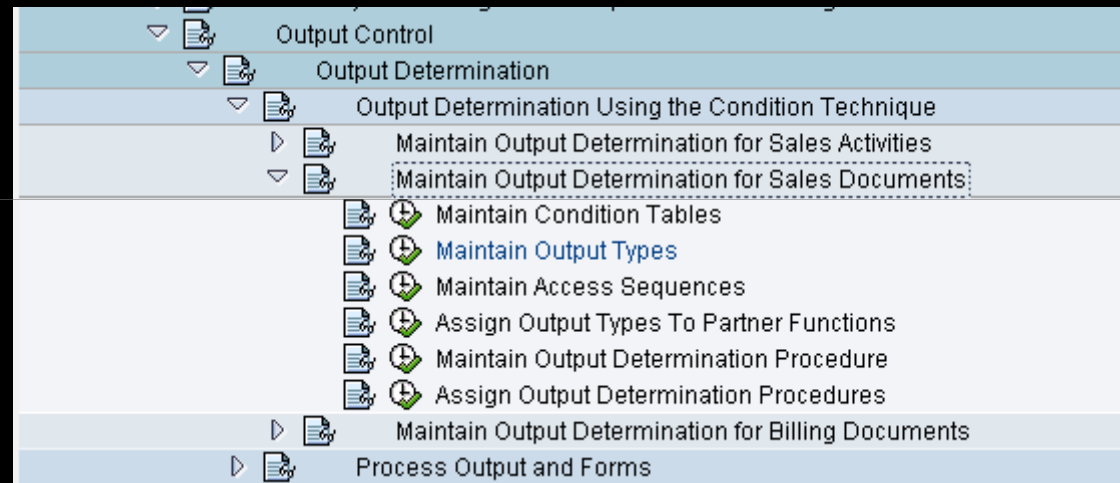 Output Control
Output Determination
Output Determination Using the Condition Technique
Maintain Output Determination for Sales Activities
Maintain Output Determination for Sales Documents
Maintain Condition Tables
Maintain Output Types
Maintain Access Sequences
Assign Output Types To Partner Functions
Maintain Output Determination Procedure
Assign Output Determination Procedures
Maintain Output Determination for Billing Documents
Process Output and Forms